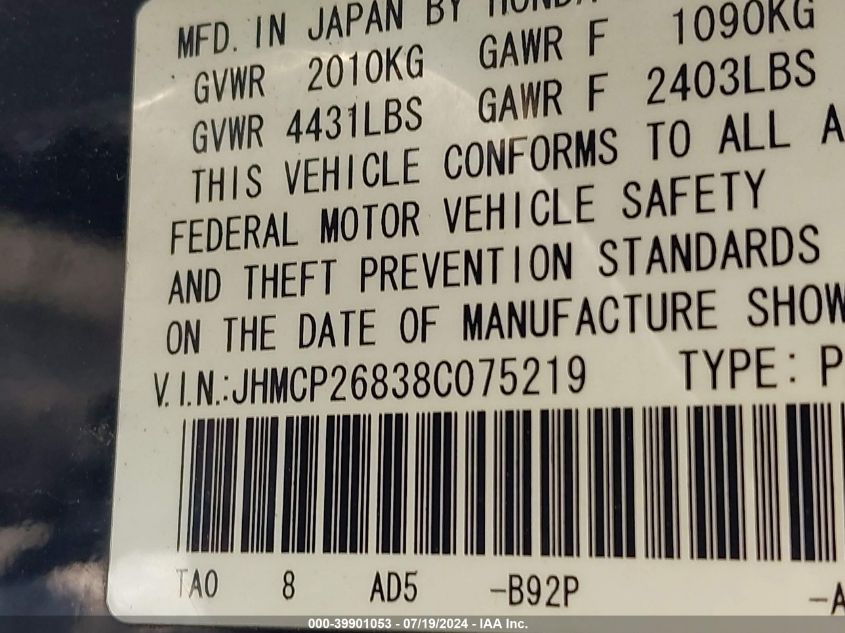 MFD. IN JAPAN BY HONDA
GVWR 2010KG GAWR F 1090KG
GVWR 4431LBS GAWR F 2403LBS
THIS VEHICLE CONFORMS TO ALL A
FEDERAL MOTOR VEHICLE SAFETY
AND THEFT PREVENTION STANDARDS
ON THE DATE OF MANUFACTURE SHOW
V.I.N.:JHMCP26838C075219 TYPE: P
TA0 8 AD5 -B92P -A
000-39901053 - 07/19/2024 - IAA Inc.